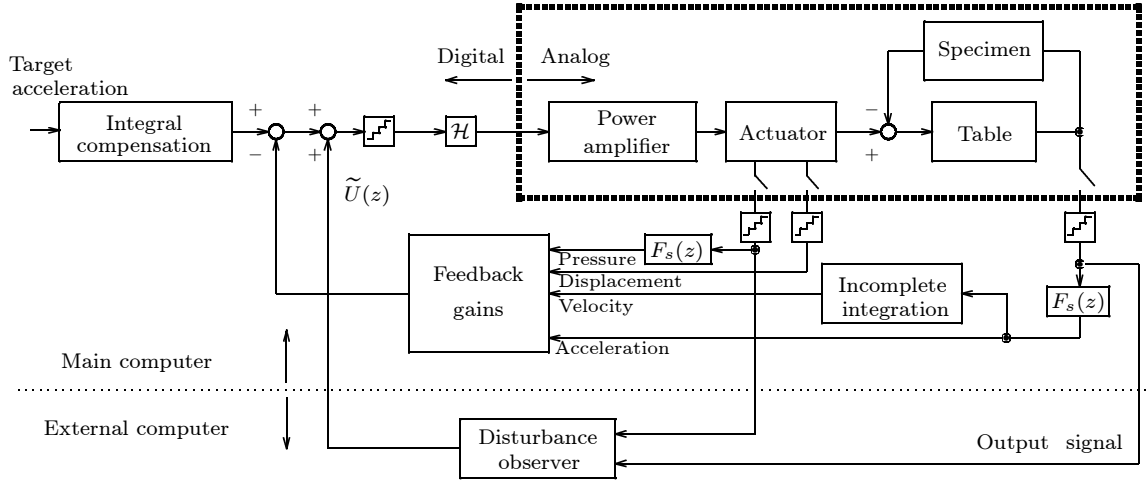 Target
acceleration
Integral
compensation
+
−
+
+
Ũ(z)
Digital
Analog
ℋ
Power
amplifier
Actuator
−
+
Specimen
Table
Feedback
gains
Pressure
F_s(z)
Displacement
Velocity
Acceleration
Incomplete
integration
F_s(z)
Main computer
External computer
Disturbance
observer
Output signal